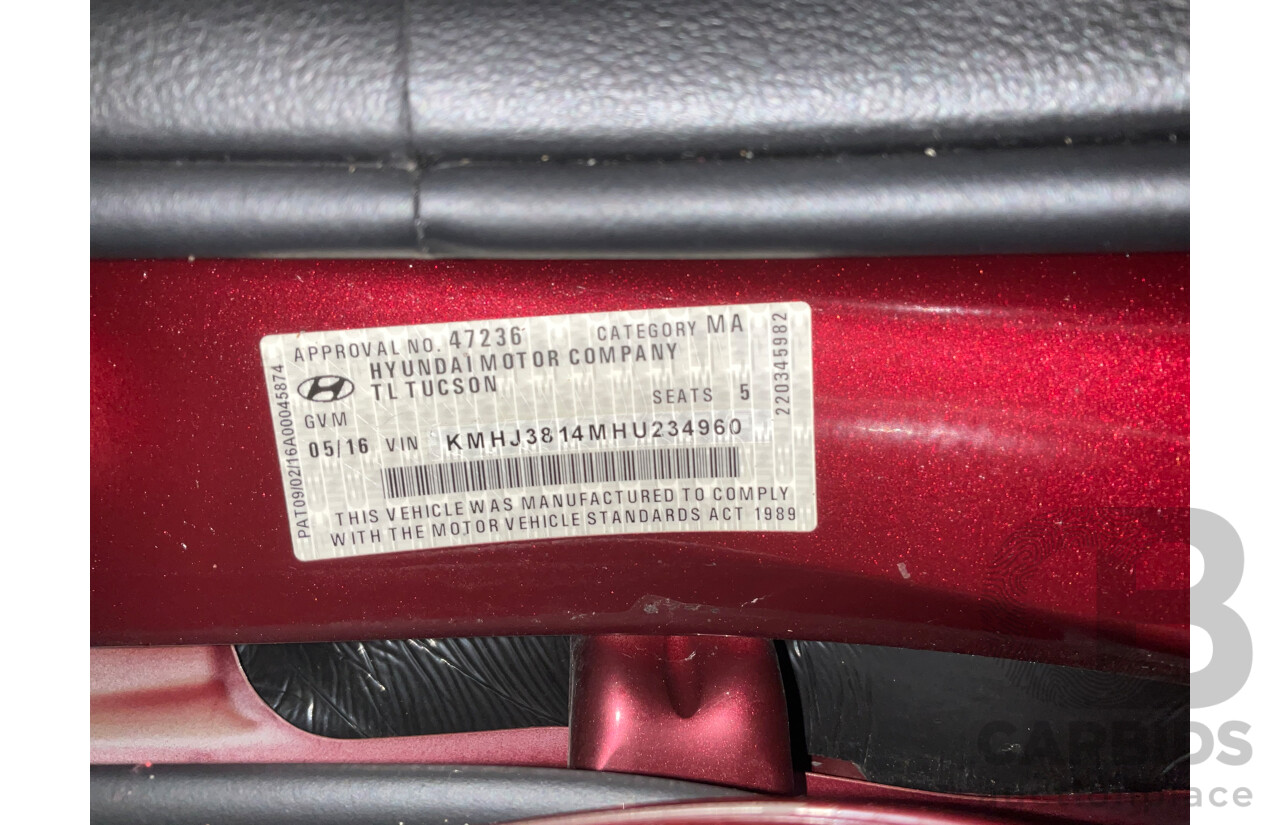 APPROVAL NO. 47236 CATEGORY MA
HYUNDAI MOTOR COMPANY
TL TUCSON
SEATS 5
GVM
05/16 VIN KMHJ3814MHU234960
THIS VEHICLE WAS MANUFACTURED TO COMPLY
WITH THE MOTOR VEHICLE STANDARDS ACT 1989
PAT09/02/16A00045874
220345982
CB
CARBIDS